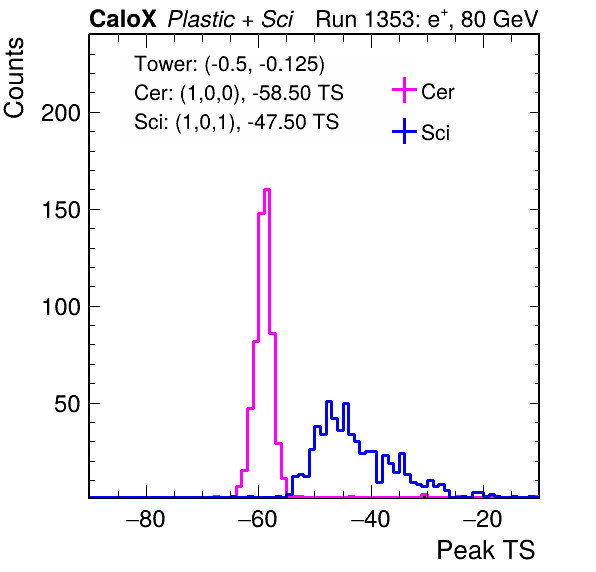 CaloX Plastic + Sci Run 1353: e⁺, 80 GeV
Counts
Tower: (-0.5, -0.125)
Cer: (1,0,0), -58.50 TS
Sci: (1,0,1), -47.50 TS
Cer
Sci
200
150
100
50
−80 −60 −40 −20
Peak TS